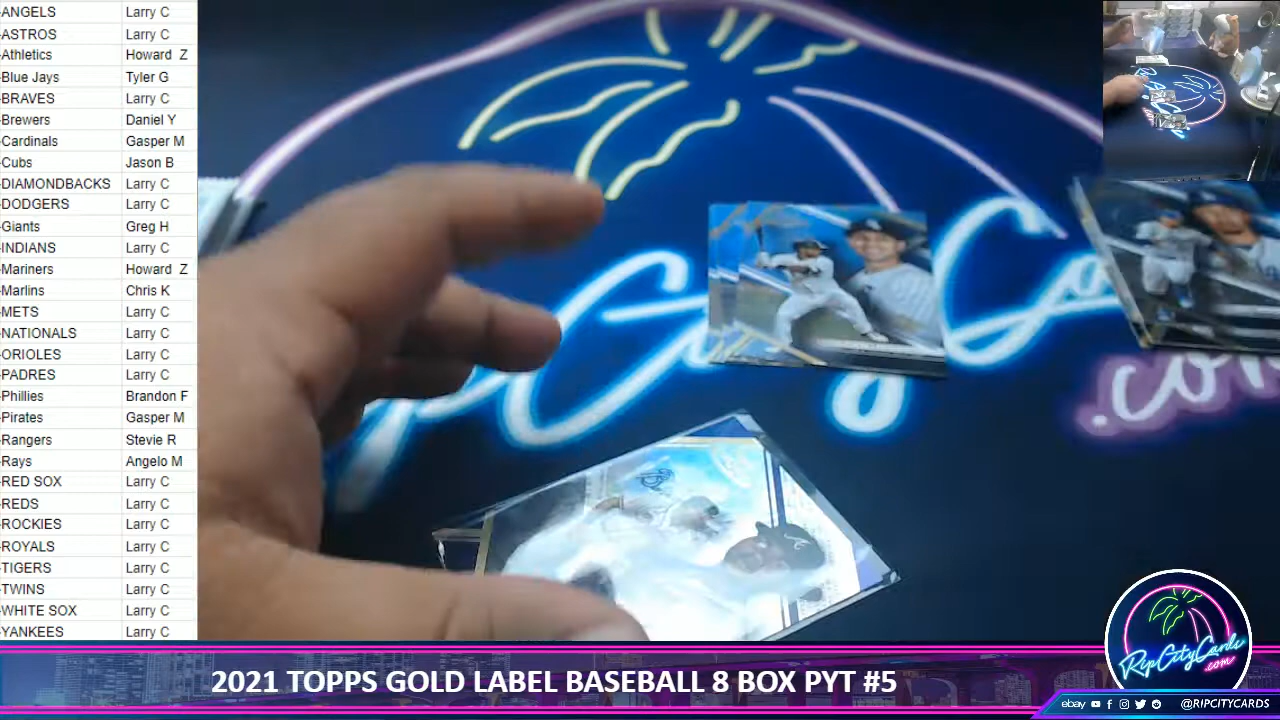 -ANGELS Larry C
-ASTROS Larry C
-Athletics Howard Z
-Blue Jays Tyler G
-BRAVES Larry C
-Brewers Daniel Y
-Cardinals Gasper M
-Cubs Jason B
-DIAMONDBACKS Larry C
-DODGERS Larry C
-Giants Greg H
-INDIANS Larry C
-Mariners Howard Z
-Marlins Chris K
-METS Larry C
-NATIONALS Larry C
-ORIOLES Larry C
-PADRES Larry C
-Phillies Brandon F
-Pirates Gasper M
-Rangers Stevie R
-Rays Angelo M
-RED SOX Larry C
-REDS Larry C
-ROCKIES Larry C
-ROYALS Larry C
-TIGERS Larry C
-TWINS Larry C
-WHITE SOX Larry C
-YANKEES Larry C
.co
RipCityCards
.com
2021 TOPPS GOLD LABEL BASEBALL 8 BOX PYT #5
ebay @RIPCITYCARDS